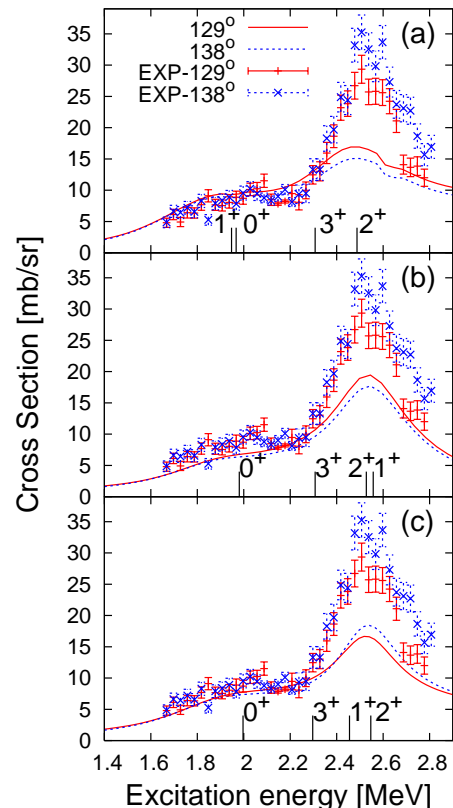 129° (a)
138°
EXP-129°
EXP-138°
35
30
25
20
15
10
5
0
1+ 0+ 3+ 2+
(b)
35
30
25
20
15
10
5
0
0+ 3+ 2+ 1+
(c)
35
30
25
20
15
10
5
0
0+ 3+ 1+ 2+
1.4 1.6 1.8 2 2.2 2.4 2.6 2.8
Cross Section [mb/sr]
Excitation energy [MeV]